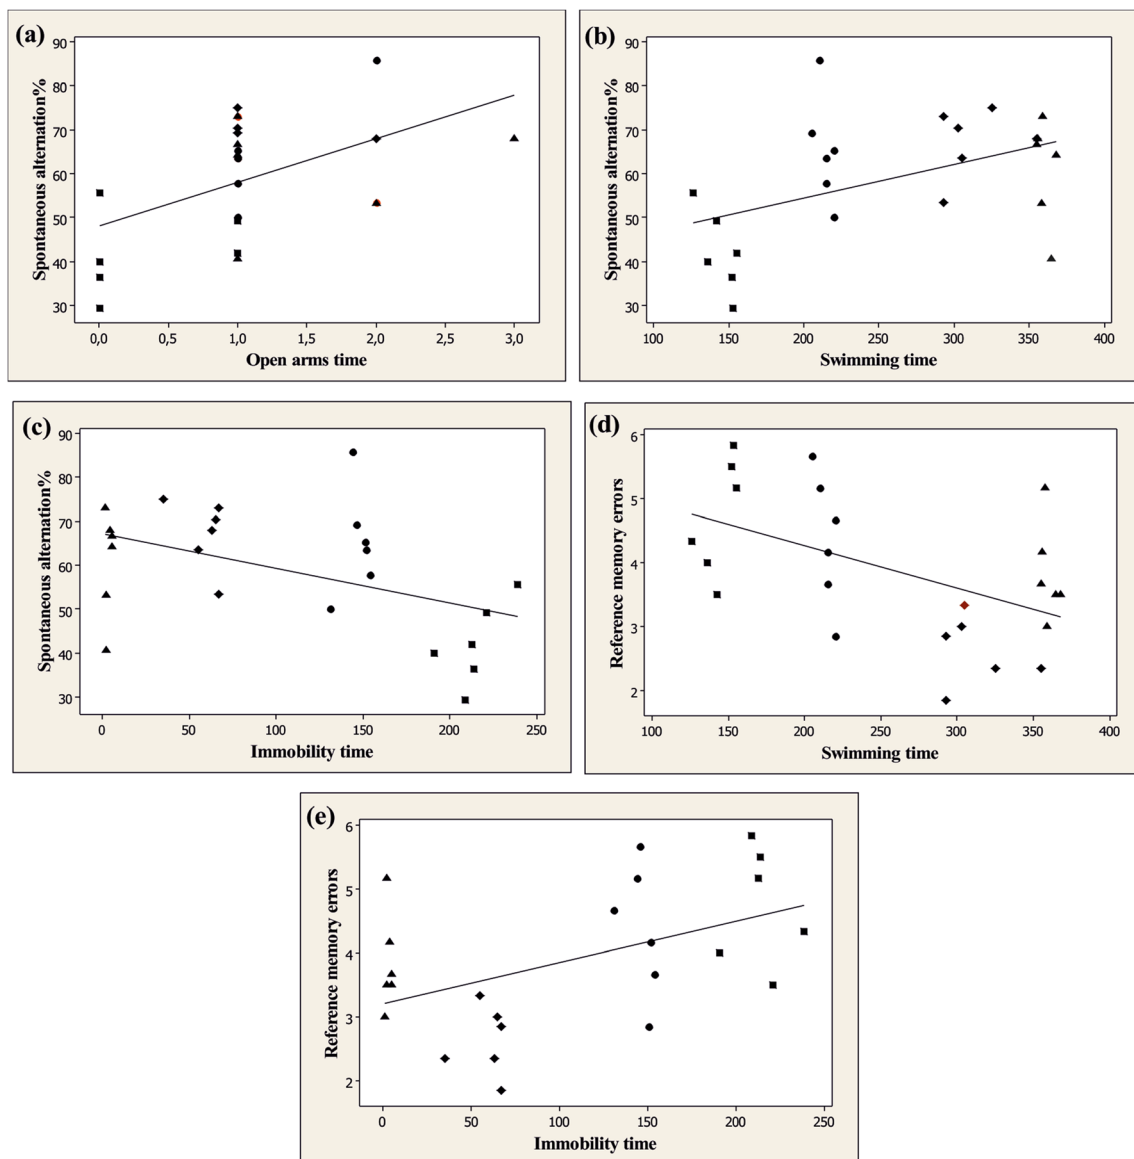 (a)
Spontaneous alternation%
90
80
70
60
50
40
30
0,0 0,5 1,0 1,5 2,0 2,5 3,0
Open arms time
(b)
Spontaneous alternation%
90
80
70
60
50
40
30
100 150 200 250 300 350 400
Swimming time
(c)
Spontaneous alternation%
90
80
70
60
50
40
30
0 50 100 150 200 250
Immobility time
(d)
Reference memory errors
6
5
4
3
2
100 150 200 250 300 350 400
Swimming time
(e)
Reference memory errors
6
5
4
3
2
0 50 100 150 200 250
Immobility time